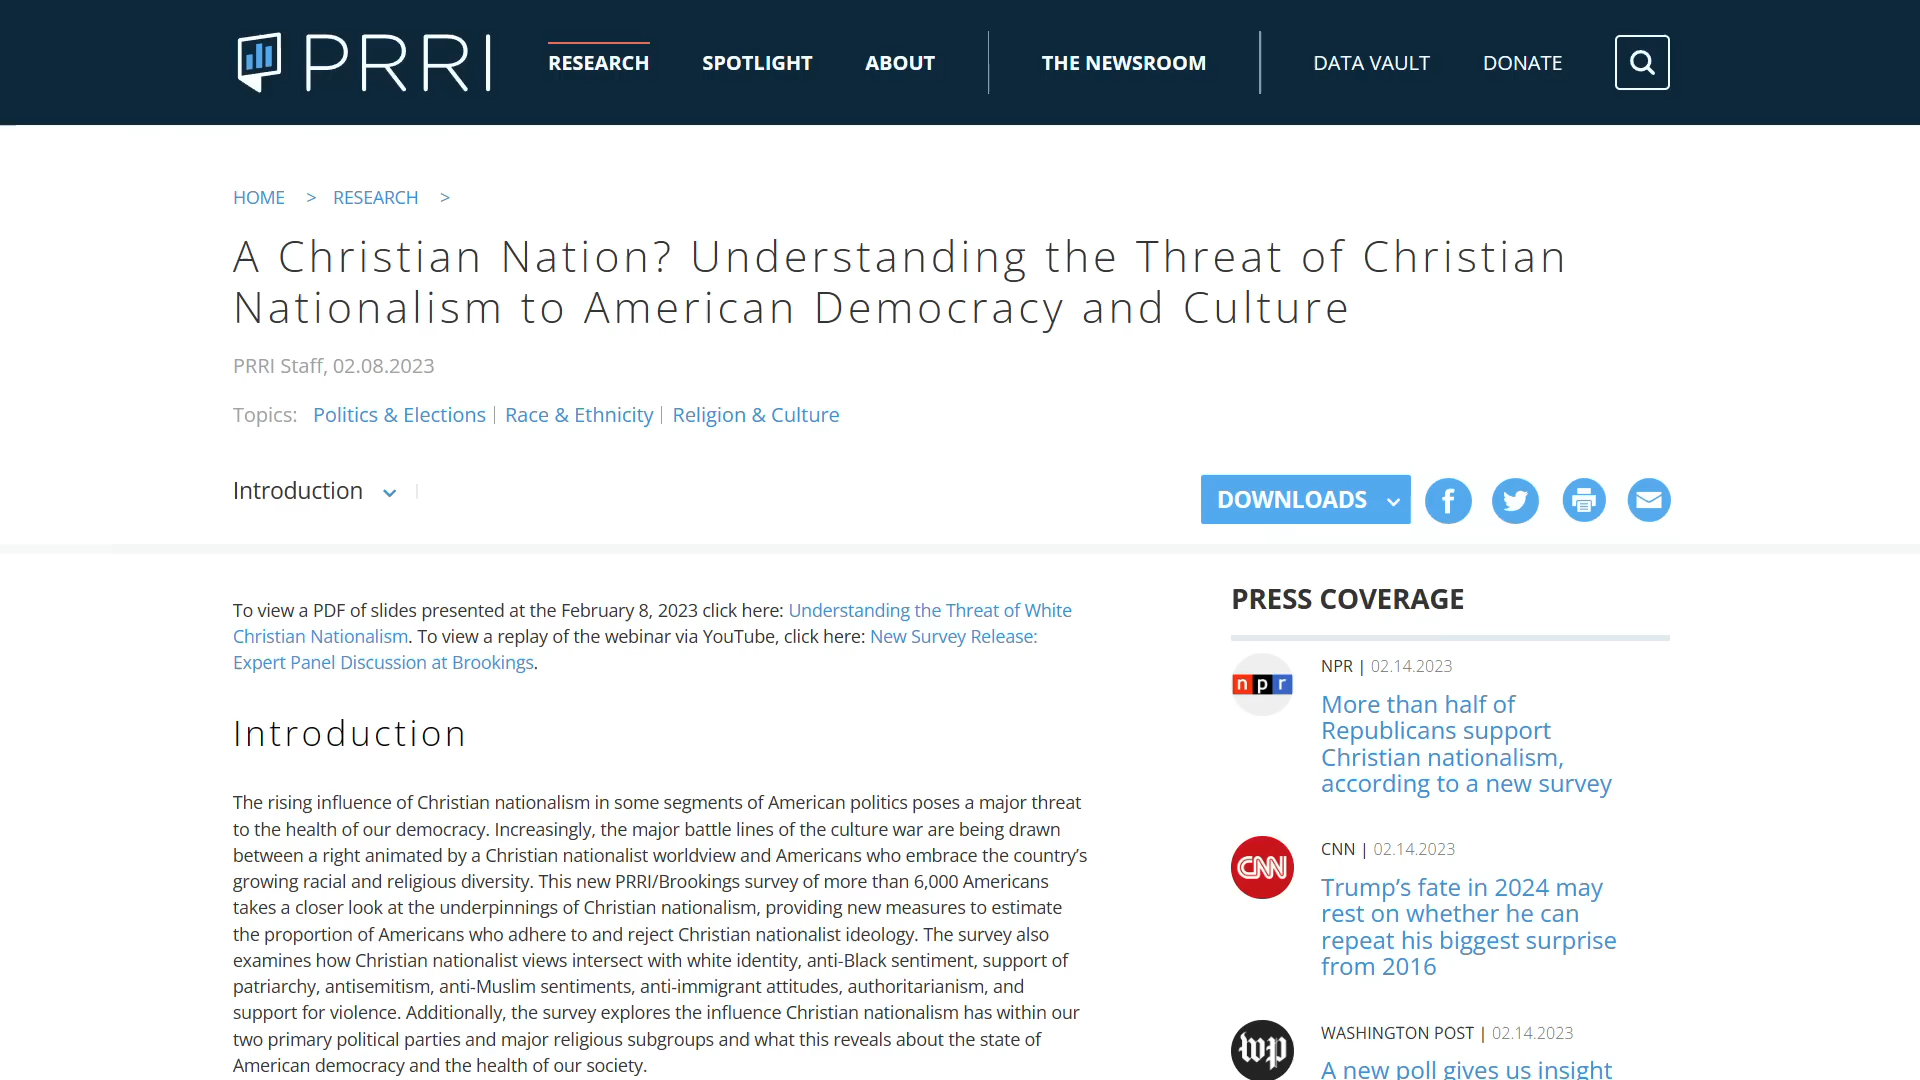 PRRI
RESEARCH
SPOTLIGHT
ABOUT
THE NEWSROOM
DATA VAULT
DONATE
HOME > RESEARCH >
A Christian Nation? Understanding the Threat of Christian
Nationalism to American Democracy and Culture
PRRI Staff, 02.08.2023
Topics: Politics & Elections | Race & Ethnicity | Religion & Culture
Introduction
DOWNLOADS
To view a PDF of slides presented at the February 8, 2023 click here: Understanding the Threat of White
Christian Nationalism. To view a replay of the webinar via YouTube, click here: New Survey Release:
Expert Panel Discussion at Brookings.
Introduction
The rising influence of Christian nationalism in some segments of American politics poses a major threat
to the health of our democracy. Increasingly, the major battle lines of the culture war are being drawn
between a right animated by a Christian nationalist worldview and Americans who embrace the country’s
growing racial and religious diversity. This new PRRI/Brookings survey of more than 6,000 Americans
takes a closer look at the underpinnings of Christian nationalism, providing new measures to estimate
the proportion of Americans who adhere to and reject Christian nationalist ideology. The survey also
examines how Christian nationalist views intersect with white identity, anti-Black sentiment, support of
patriarchy, antisemitism, anti-Muslim sentiments, anti-immigrant attitudes, authoritarianism, and
support for violence. Additionally, the survey explores the influence Christian nationalism has within our
two primary political parties and major religious subgroups and what this reveals about the state of
American democracy and the health of our society.
PRESS COVERAGE
npr
NPR | 02.14.2023
More than half of
Republicans support
Christian nationalism,
according to a new survey
CNN
CNN | 02.14.2023
Trump’s fate in 2024 may
rest on whether he can
repeat his biggest surprise
from 2016
wp
WASHINGTON POST | 02.14.2023
A new poll gives us insight